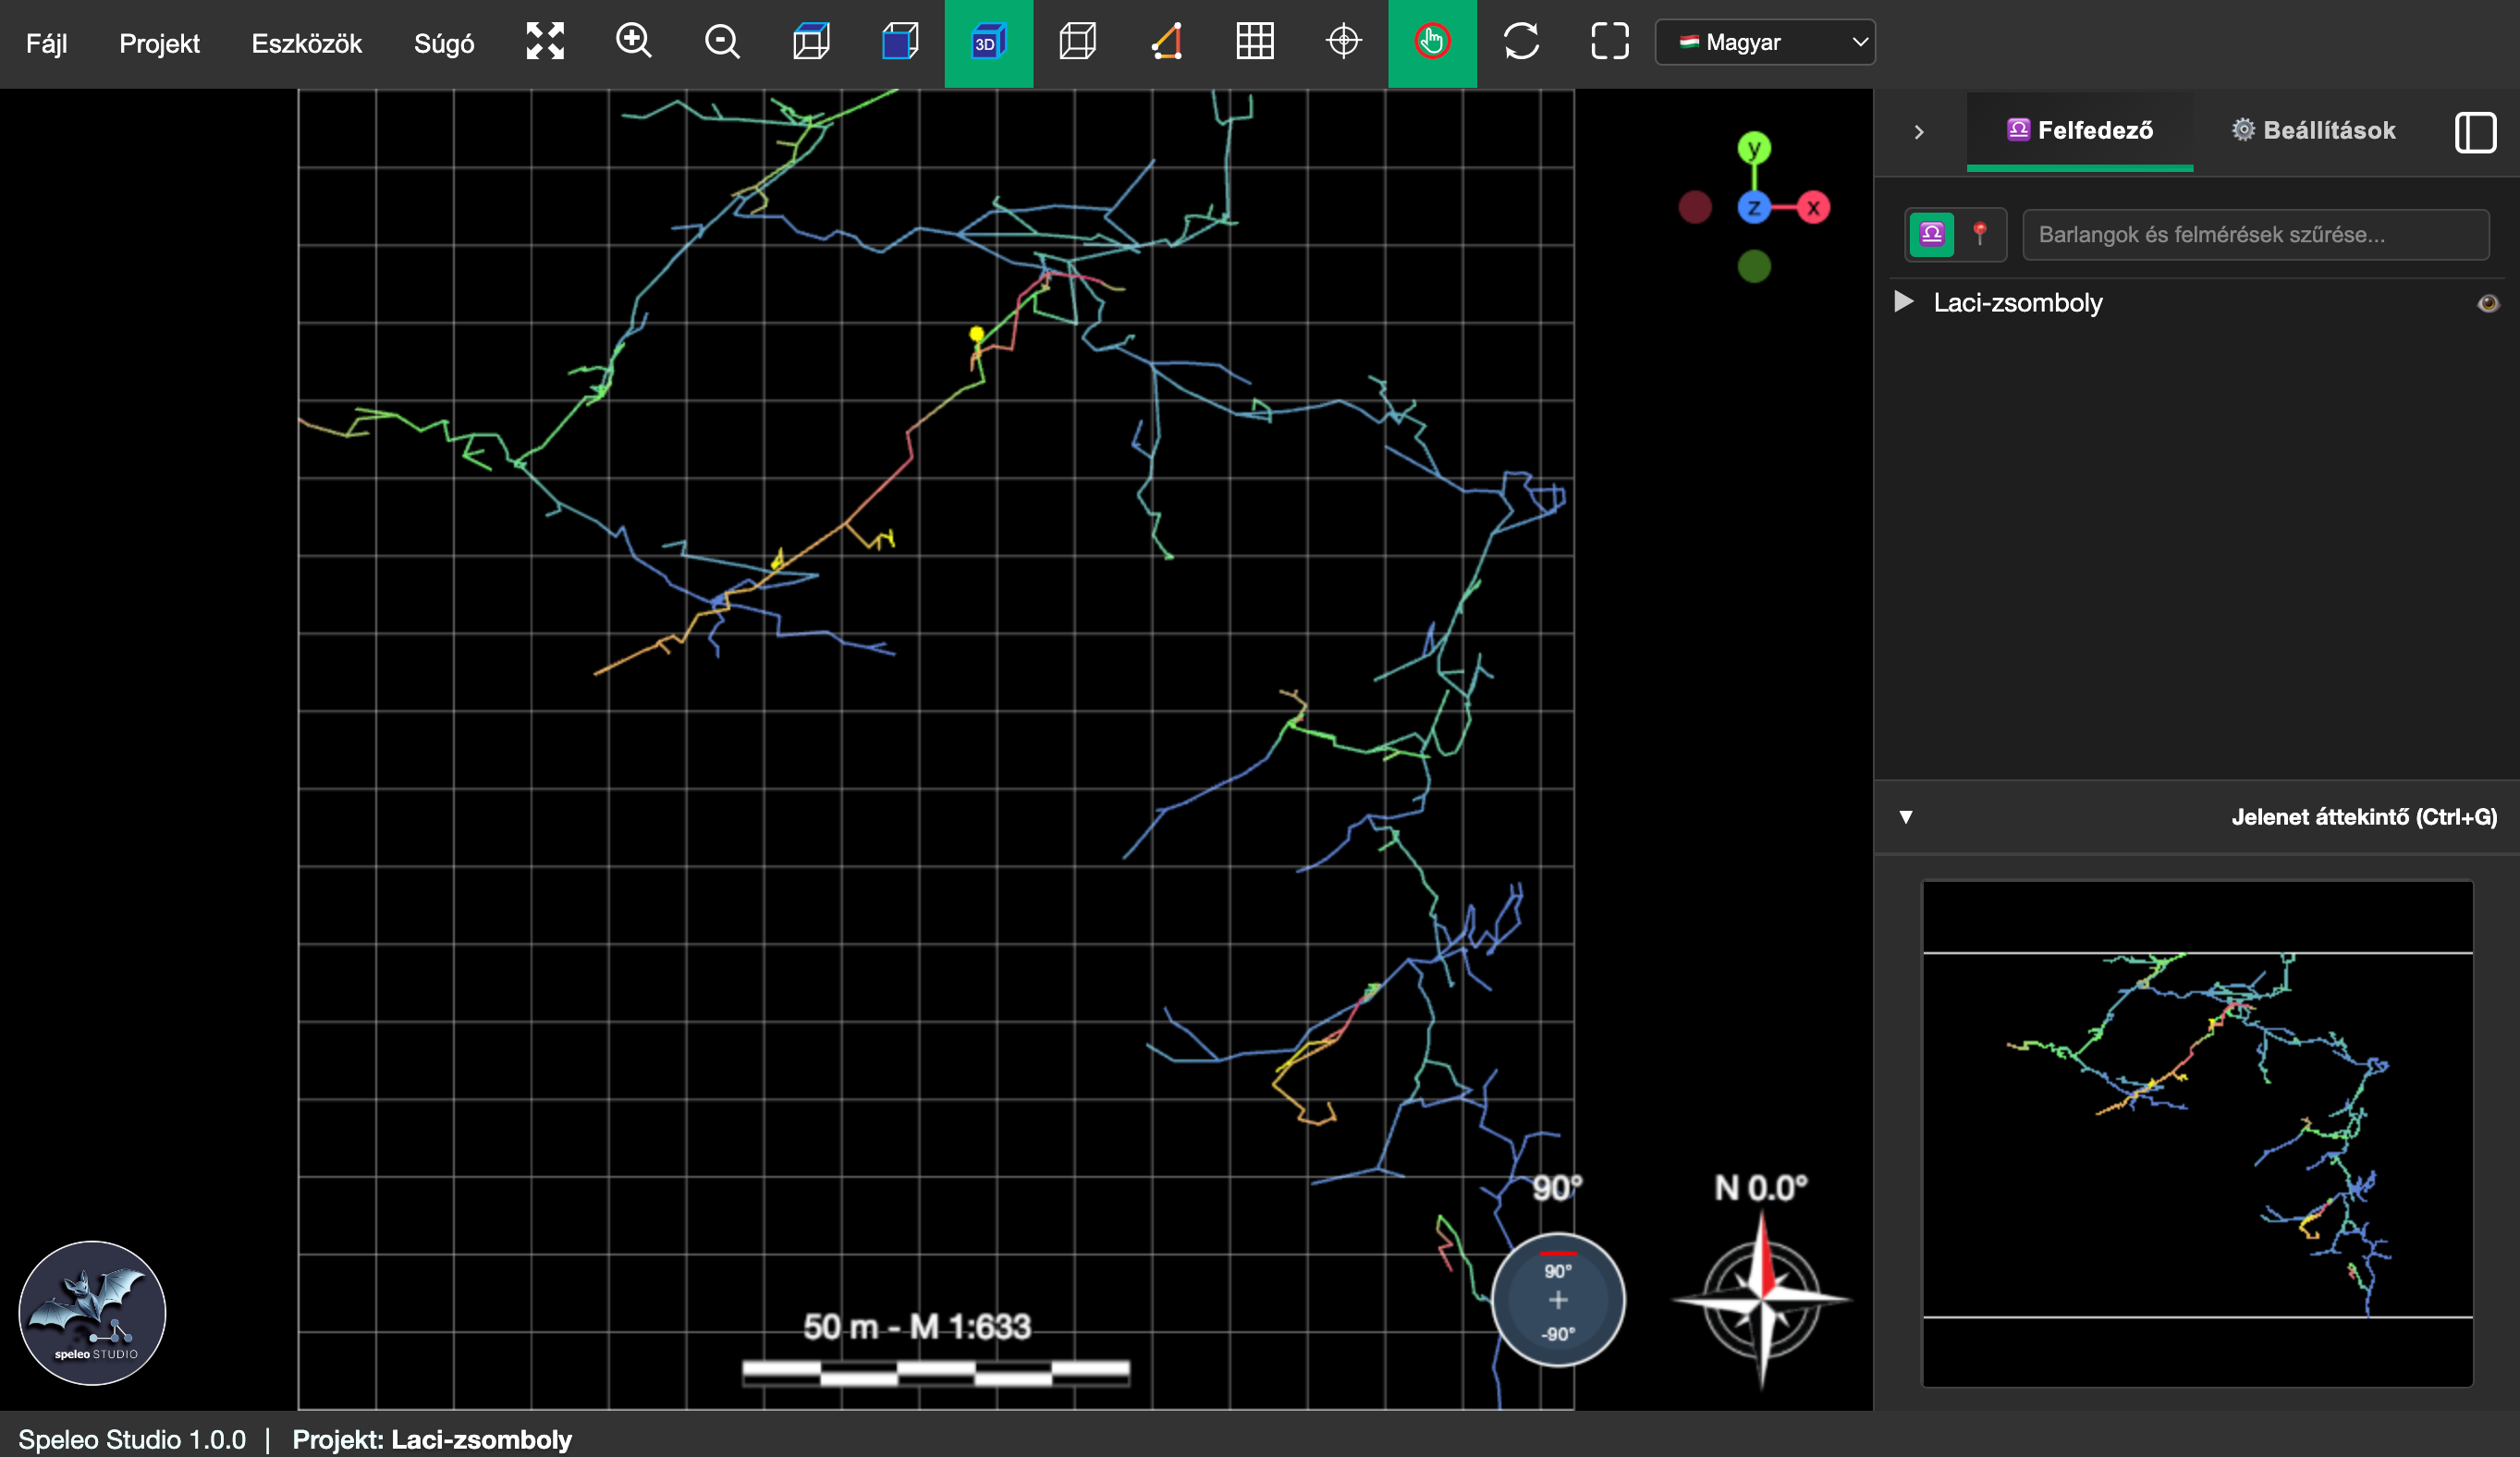 Fájl Projekt Eszközök Súgó 3D Magyar
Felfedező Beállítások
y
z x
Barlangok és felmérések szűrése...
Laci-zsomboly
Jelenet áttekintő (Ctrl+G)
90° N 0.0°
90°
-90°
50 m - M 1:633
speleo STUDIO
Speleo Studio 1.0.0 | Projekt: Laci-zsomboly